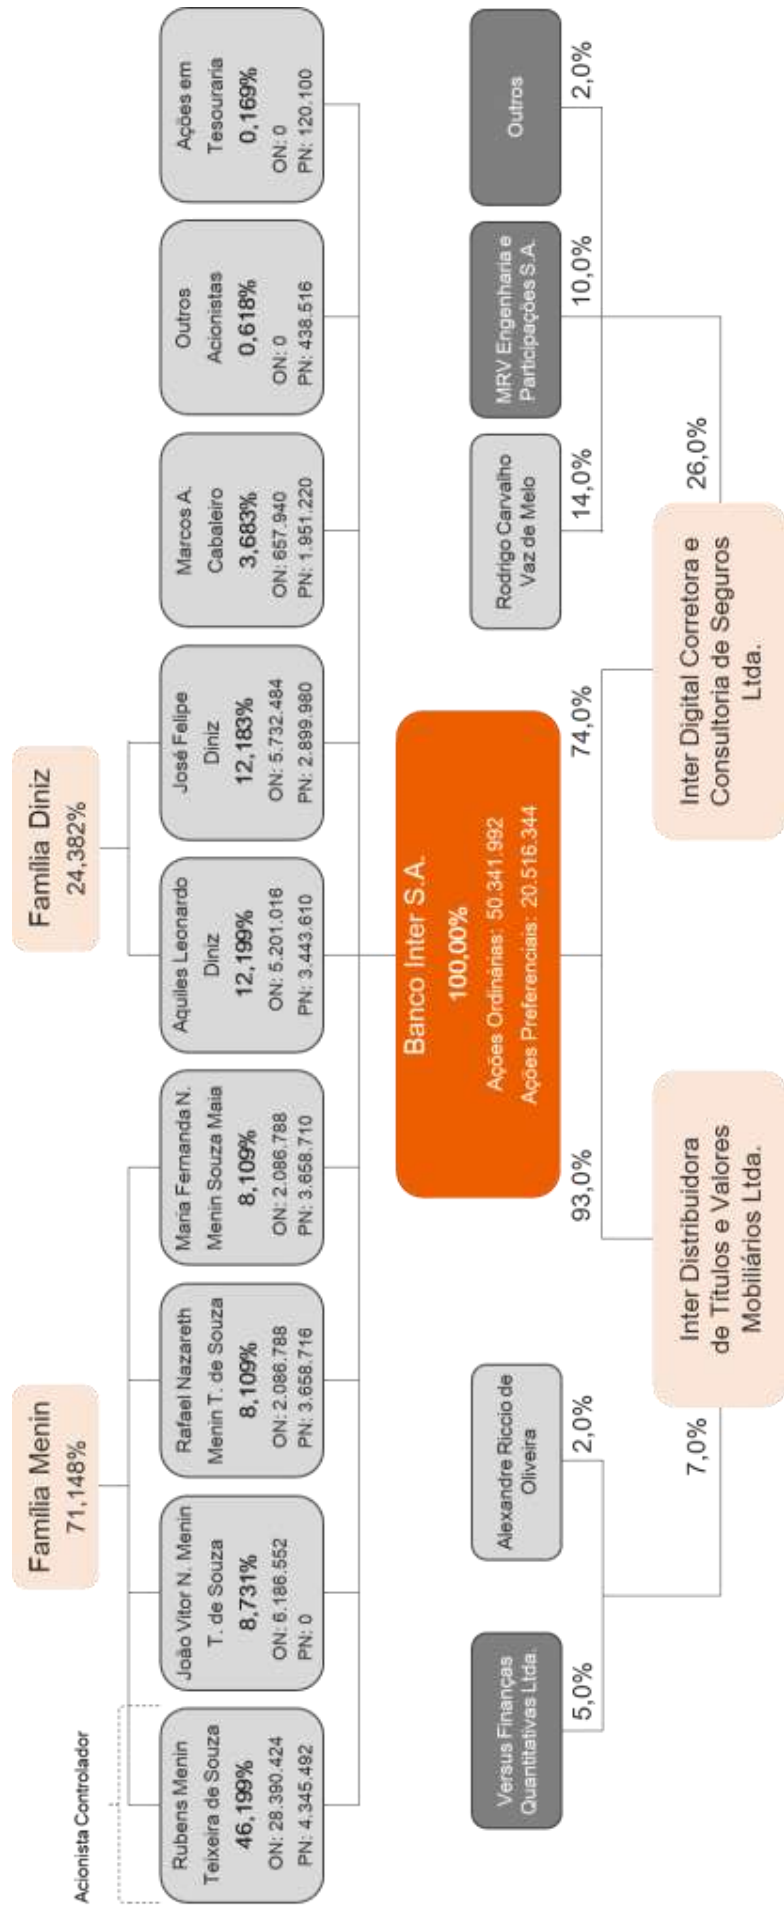 Família Menin
71,148%
Família Diniz
24,382%
Acionista Controlador
Rubens Menin
Teixeira de Souza
46,199%
ON: 28.390.424
PN: 4.345.492
João Vitor N. Menin
T. de Souza
8,731%
ON: 6.186.552
PN: 0
Rafael Nazareth
Menin T. de Souza
8,109%
ON: 2.086.788
PN: 3.658.716
Maria Fernanda N.
Menin Souza Maia
8,109%
ON: 2.086.788
PN: 3.658.710
Aquiles Leonardo
Diniz
12,199%
ON: 5.201.016
PN: 3.443.610
José Felipe
Diniz
12,183%
ON: 5.732.484
PN: 2.899.980
Marcos A.
Cabaleiro
3,683%
ON: 657.940
PN: 1.951.220
Outros
Acionistas
0,618%
ON: 0
PN: 438.516
Ações em
Tesouraria
0,169%
ON: 0
PN: 120.100
Banco Inter S.A.
100,00%
Ações Ordinárias: 50.341.992
Ações Preferenciais: 20.516.344
Versus Finanças
Quantitativas Ltda.
5,0%
Alexandre Riccio de
Oliveira
2,0%
93,0%
74,0%
Rodrigo Carvalho
Vaz de Melo
14,0%
MRV Engenharia e
Participações S.A.
10,0%
Outros
2,0%
7,0%
Inter Distribuidora
de Títulos e Valores
Mobiliários Ltda.
Inter Digital Corretora e
Consultoria de Seguros
Ltda.
26,0%